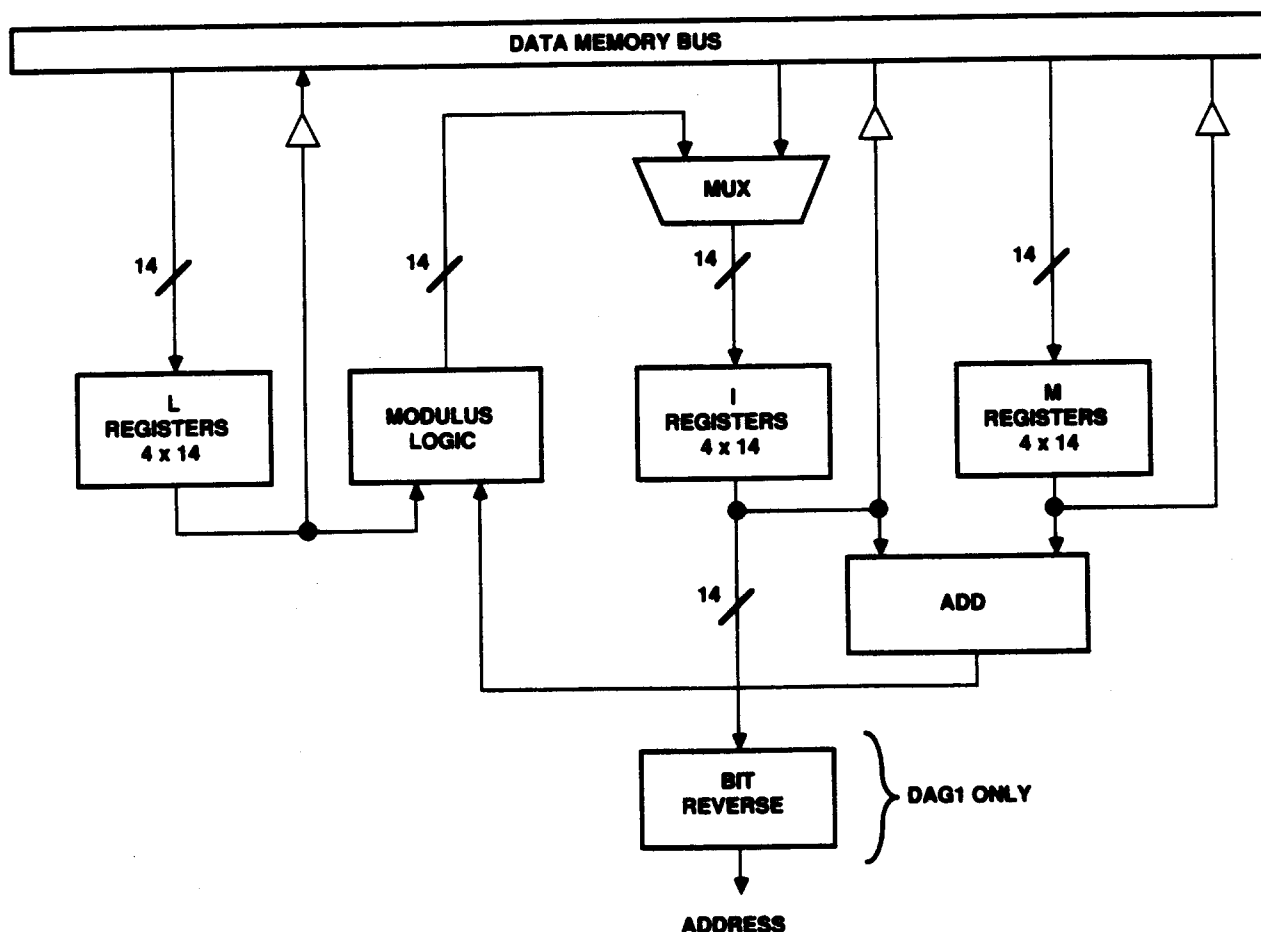 DATA MEMORY BUS
MUX
14
14
14
14
L
REGISTERS
4 x 14
MODULUS
LOGIC
I
REGISTERS
4 x 14
M
REGISTERS
4 x 14
14
ADD
BIT
REVERSE
DAG1 ONLY
ADDRESS